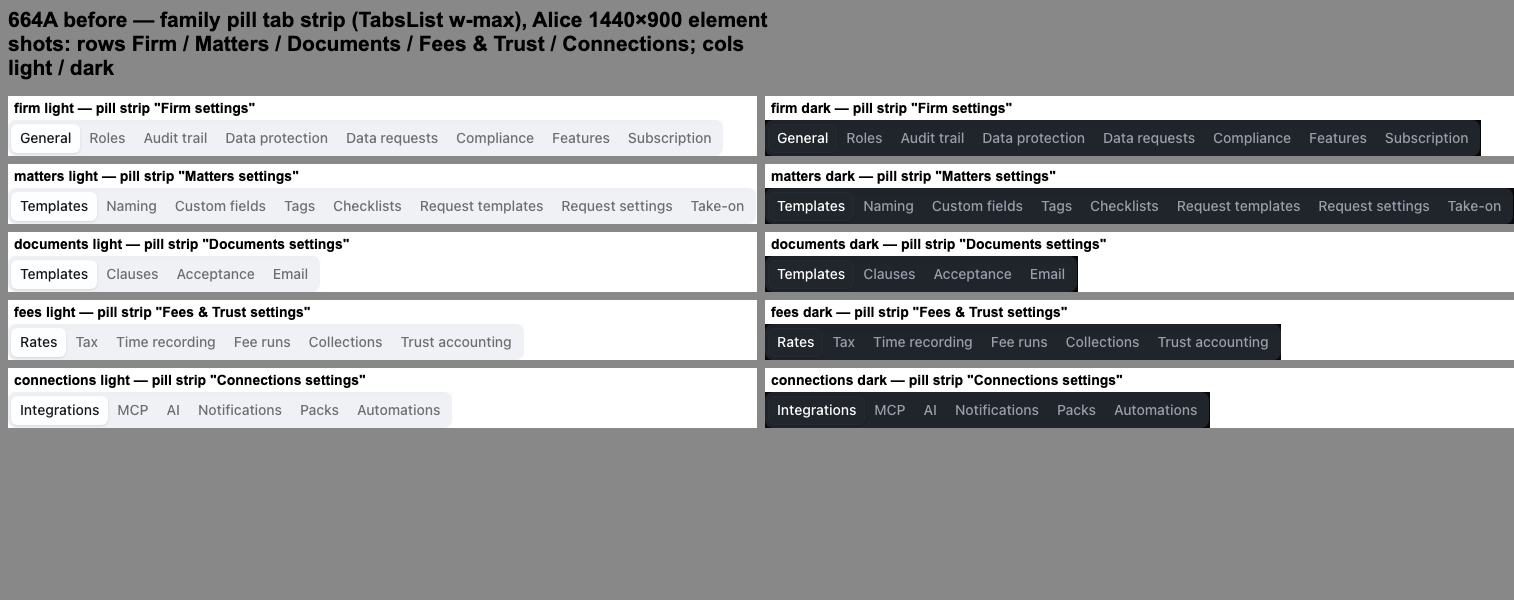 664A before — family pill tab strip (TabsList w-max), Alice 1440×900 element
shots: rows Firm / Matters / Documents / Fees & Trust / Connections; cols
light / dark
firm light — pill strip "Firm settings"
General Roles Audit trail Data protection Data requests Compliance Features Subscription
firm dark — pill strip "Firm settings"
General Roles Audit trail Data protection Data requests Compliance Features Subscription
matters light — pill strip "Matters settings"
Templates Naming Custom fields Tags Checklists Request templates Request settings Take-on
matters dark — pill strip "Matters settings"
Templates Naming Custom fields Tags Checklists Request templates Request settings Take-on
documents light — pill strip "Documents settings"
Templates Clauses Acceptance Email
documents dark — pill strip "Documents settings"
Templates Clauses Acceptance Email
fees light — pill strip "Fees & Trust settings"
Rates Tax Time recording Fee runs Collections Trust accounting
fees dark — pill strip "Fees & Trust settings"
Rates Tax Time recording Fee runs Collections Trust accounting
connections light — pill strip "Connections settings"
Integrations MCP AI Notifications Packs Automations
connections dark — pill strip "Connections settings"
Integrations MCP AI Notifications Packs Automations